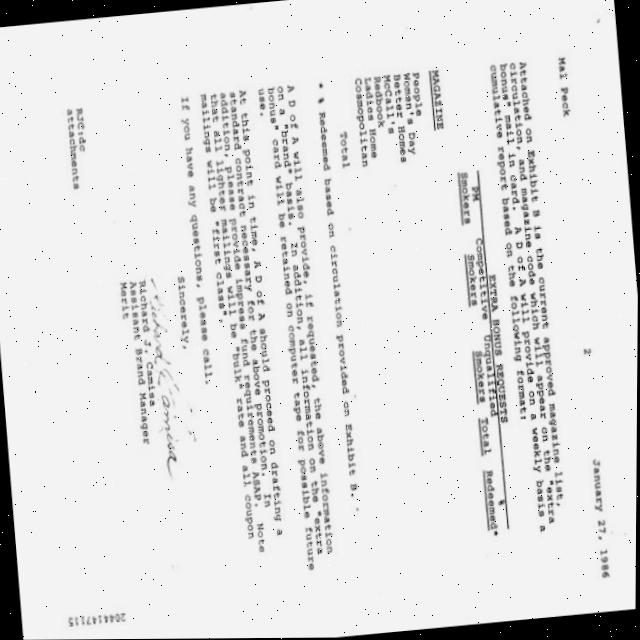 Mai Peck
2
January 27, 1986
Attached on Exhibit B is the current approved magazine list,
circulation, and magazine code which will appear on the "extra
bonus" mail in card. A D of A will provide on a weekly basis a
cumulative report based on the following format:
EXTRA BONUS REQUESTS
PM Competitive Unqualified %
MAGAZINE Smokers Smokers Smokers Total Redeemed*
People
Woman's Day
Better Homes
McCall's
Redbook
Ladies Home
Cosmopolitan
Total
* % Redeemed based on circulation provided on Exhibit B.
A D of A will also provide, if requested, the above information
on a "brand" basis. In addition, all information on the "extra
bonus" card will be retained on computer tape for possible future
use.
At this point in time, A D of A should proceed on drafting a
standard contract necessary for the above promotion. In
addition, please provide impress fund requirements ASAP. Note
that all lighter mailings will be "bulk" rate and all coupon
mailings will be "first class".
If you have any questions, please call.
Sincerely,
Richard J. Camisa
Richard J. Camisa
Assistant Brand Manager
Merit
RJC:dc
attachments
2044147115